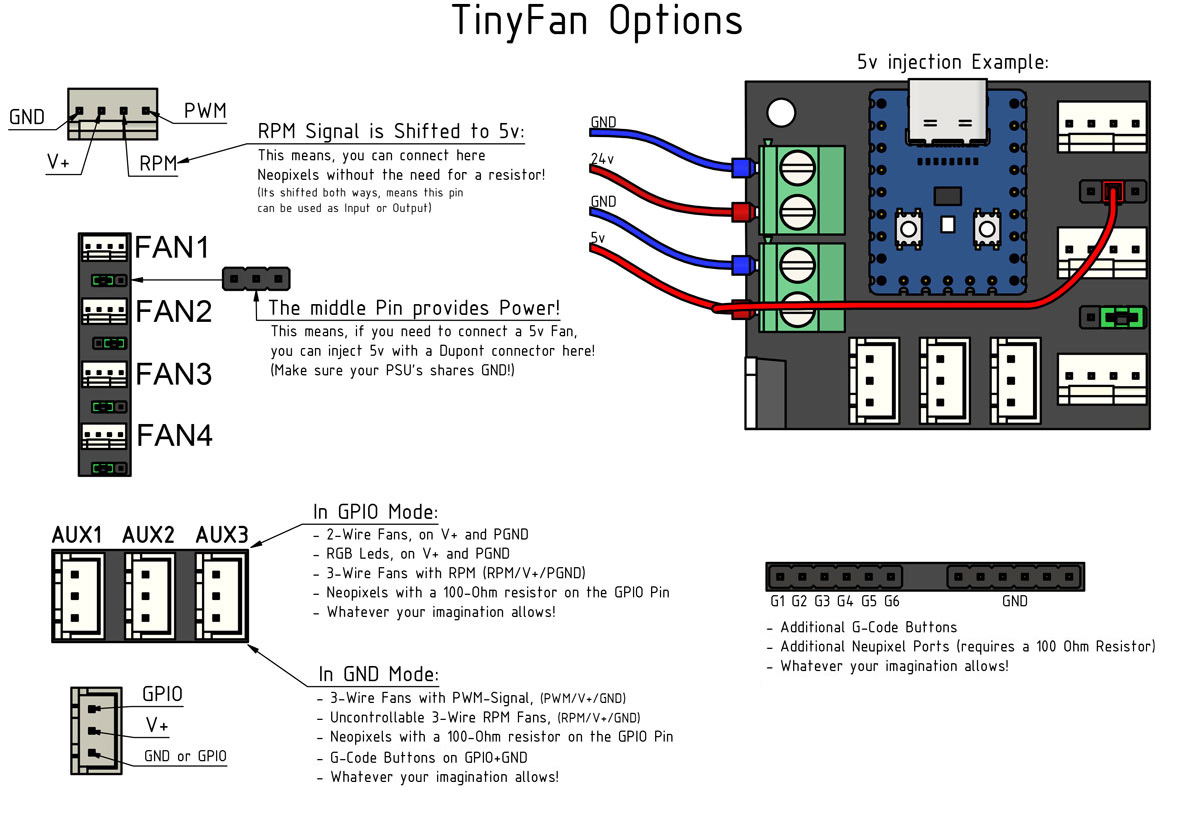 TinyFan Options
GND
PWM
V+
RPM
RPM Signal is Shifted to 5v:
This means, you can connect here
Neopixels without the need for a resistor!
(Its shifted both ways, means this pin
can be used as Input or Output)
FAN1
FAN2
FAN3
FAN4
The middle Pin provides Power!
This means, if you need to connect a 5v Fan,
you can inject 5v with a Dupont connector here!
(Make sure your PSU's shares GND!)
5v injection Example:
GND
24v
GND
5v
AUX1 AUX2 AUX3
In GPIO Mode:
- 2-Wire Fans, on V+ and PGND
- RGB Leds, on V+ and PGND
- 3-Wire Fans with RPM (RPM/V+/PGND)
- Neopixels with a 100-Ohm resistor on the GPIO Pin
- Whatever your imagination allows!
In GND Mode:
- 3-Wire Fans with PWM-Signal, (PWM/V+/GND)
- Uncontrollable 3-Wire RPM Fans, (RPM/V+/GND)
- Neopixels with a 100-Ohm resistor on the GPIO Pin
- G-Code Buttons on GPIO+GND
- Whatever your imagination allows!
GPIO
V+
GND or GPIO
G1 G2 G3 G4 G5 G6 GND
- Additional G-Code Buttons
- Additional Neupixel Ports (requires a 100 Ohm Resistor)
- Whatever your imagination allows!